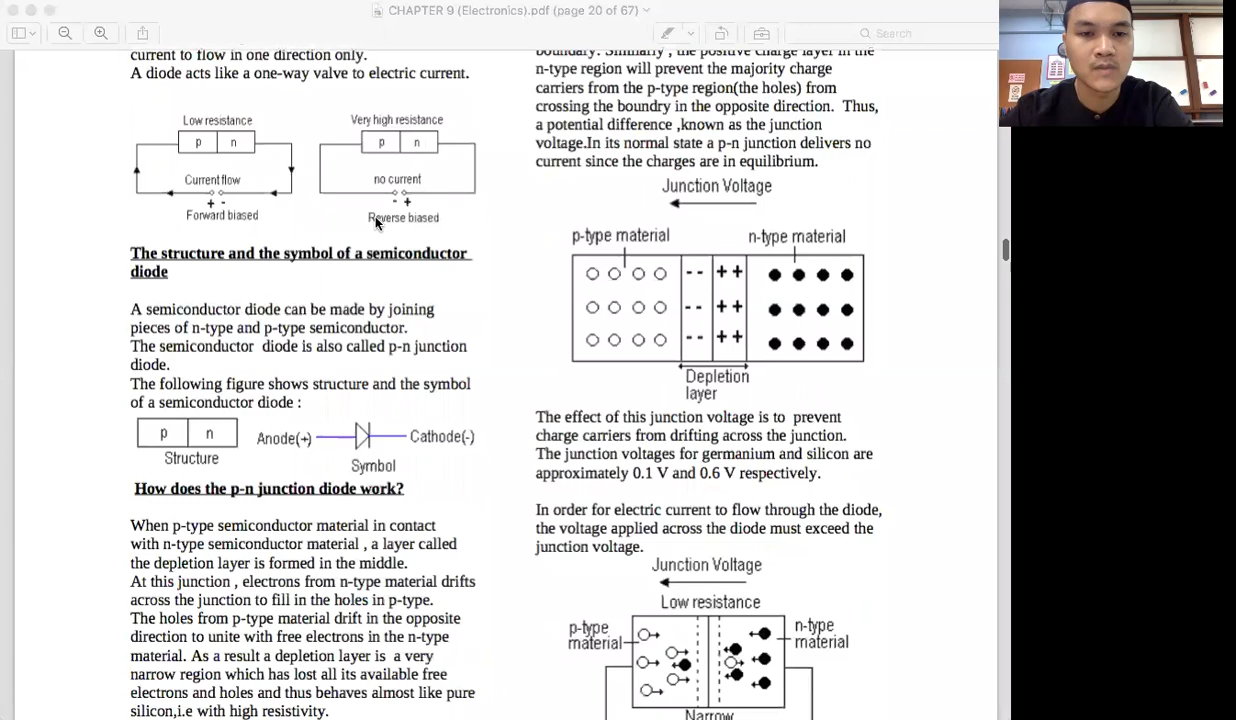 CHAPTER 9 (Electronics).pdf (page 20 of 67)
Search
current to flow in one direction only.
A diode acts like a one-way valve to electric current.
Low resistance
p n
Current flow
+ -
Forward biased
Very high resistance
p n
no current
- +
Reverse biased
The structure and the symbol of a semiconductor
diode
A semiconductor diode can be made by joining
pieces of n-type and p-type semiconductor.
The semiconductor diode is also called p-n junction
diode.
The following figure shows structure and the symbol
of a semiconductor diode :
p n
Structure
Anode(+)
Cathode(-)
Symbol
How does the p-n junction diode work?
When p-type semiconductor material in contact
with n-type semiconductor material , a layer called
the depletion layer is formed in the middle.
At this junction , electrons from n-type material drifts
across the junction to fill in the holes in p-type.
The holes from p-type material drift in the opposite
direction to unite with free electrons in the n-type
material. As a result a depletion layer is a very
narrow region which has lost all its available free
electrons and holes and thus behaves almost like pure
silicon,i.e with high resistivity.
boundary. Similarly , the positive charge layer in the
n-type region will prevent the majority charge
carriers from the p-type region(the holes) from
crossing the boundry in the opposite direction. Thus,
a potential difference ,known as the junction
voltage.In its normal state a p-n junction delivers no
current since the charges are in equilibrium.
Junction Voltage
p-type material
n-type material
- - + +
- - + +
- - + +
Depletion
layer
The effect of this junction voltage is to prevent
charge carriers from drifting across the junction.
The junction voltages for germanium and silicon are
approximately 0.1 V and 0.6 V respectively.
In order for electric current to flow through the diode,
the voltage applied across the diode must exceed the
junction voltage.
Junction Voltage
Low resistance
p-type
material
n-type
material
Narrow